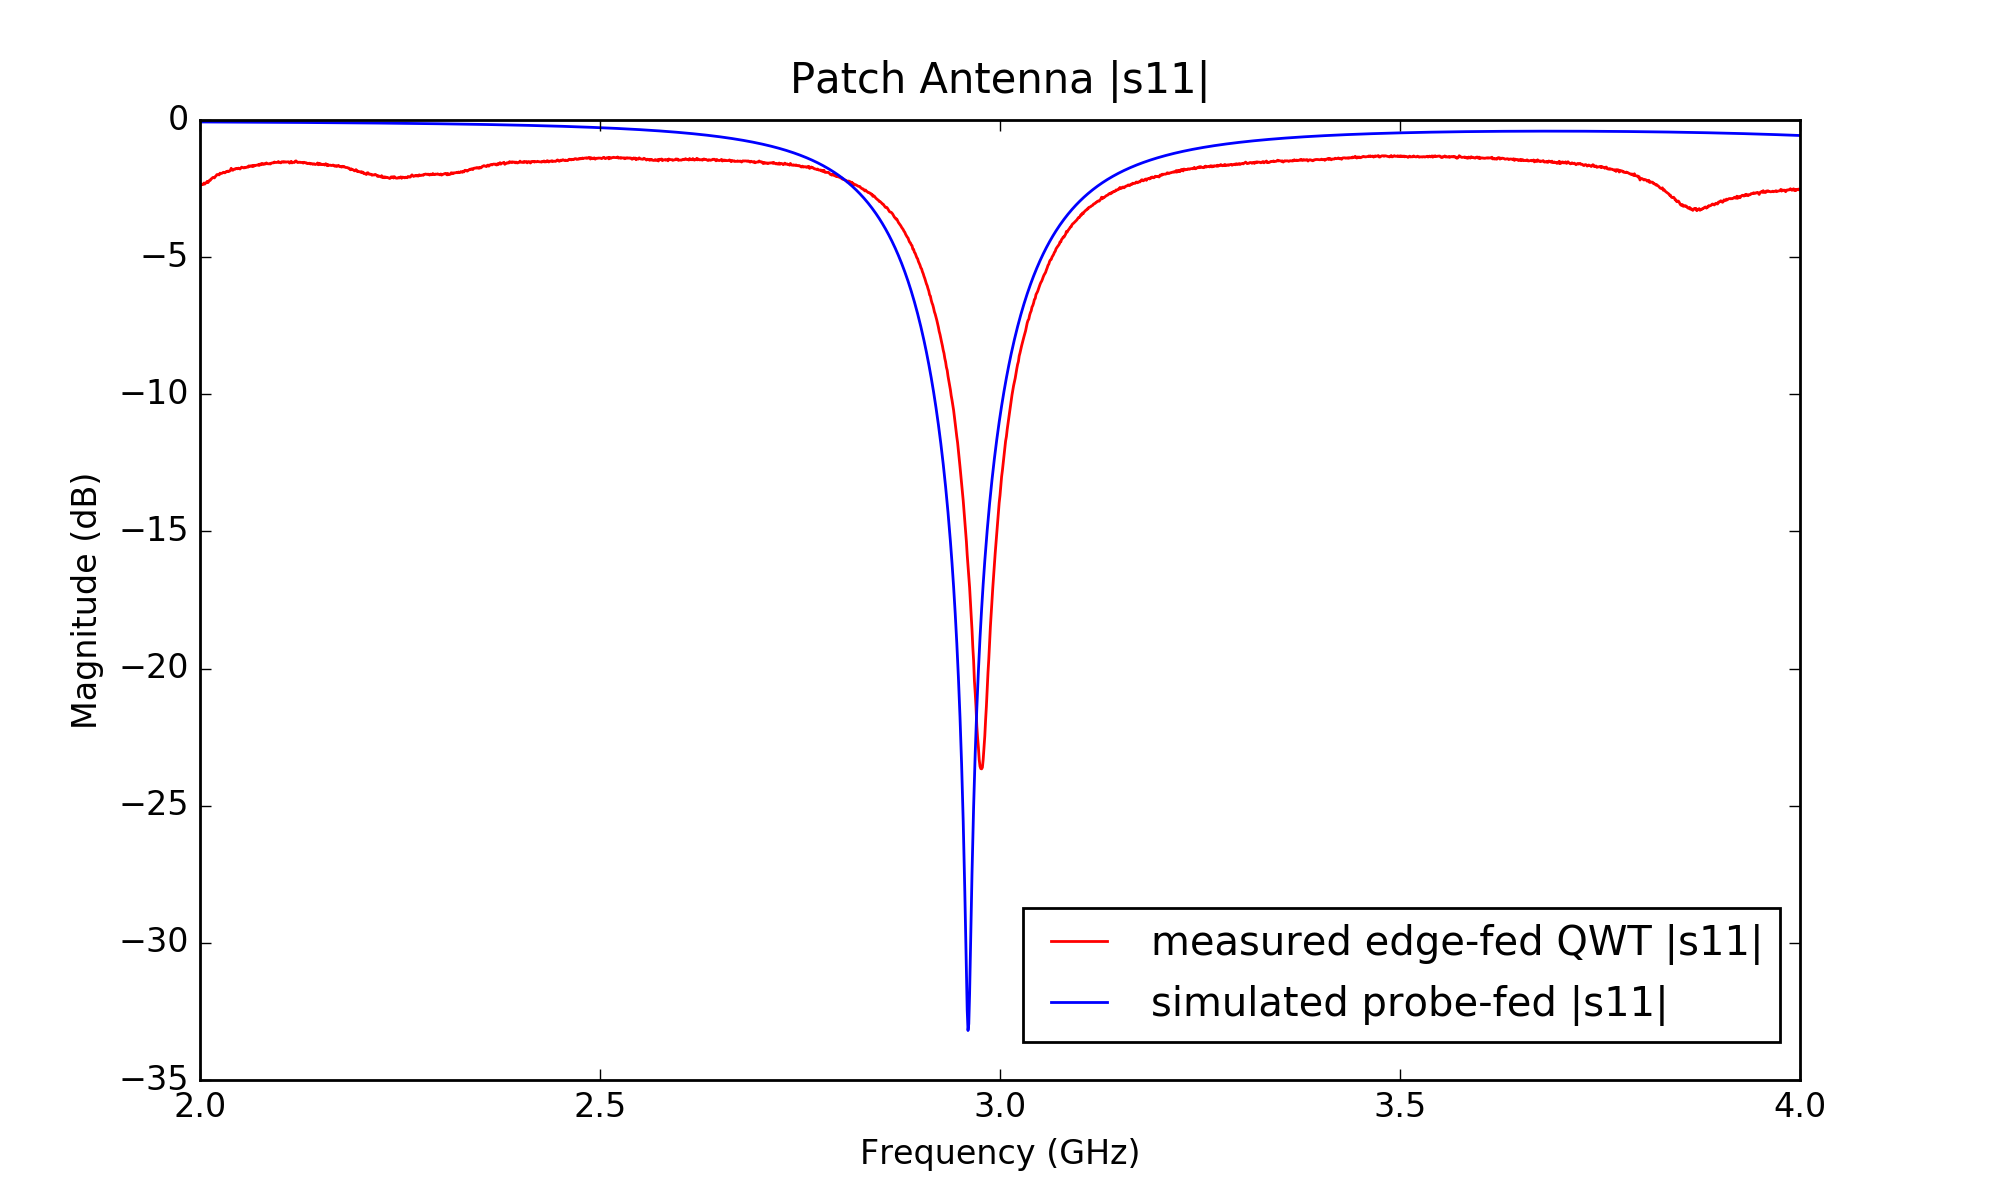 Patch Antenna |s11|
0
−5
−10
−15
−20
−25
−30
−35
Magnitude (dB)
measured edge-fed QWT |s11|
simulated probe-fed |s11|
2.0 2.5 3.0 3.5 4.0
Frequency (GHz)